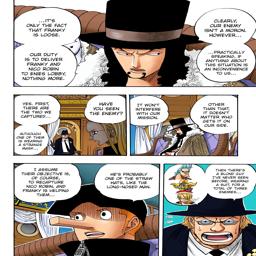 ...IT'S
ONLY THE FACT
THAT FRANKY
IS LOOSE.
OUR DUTY
IS TO DELIVER
FRANKY AND
NICO ROBIN
TO ENIES LOBBY,
NOTHING MORE.
CLEARLY,
OUR ENEMY
ISN'T A MORON.
HOWEVER...
...PRACTICALLY
SPEAKING, IF
ANYTHING ABOUT
THIS SITUATION IS
AN INCONVENIENCE
TO US...
YES. FIRST,
THERE ARE
THE TWO WE
CAPTURED...
ALTHOUGH
ONE OF THEM
IS WEARING
A STRANGE
MASK...
HAVE
YOU SEEN
THE ENEMY?
IT WON'T
INTERFERE
WITH OUR
MISSION.
OTHER
THAN THAT,
IT DOESN'T
MATTER WHO
GETS IT ON
OUR SIDE.
I ASSUME
THEIR OBJECTIVE IS,
OF COURSE,
TO RECAPTURE
NICO ROBIN, AND
FRANKY IS HELPING
THEM...
HE'S PROBABLY
ONE OF THE STRAW
HATS, LIKE THE
LONG-NOSED MAN.
THEN THERE'S
A BLOND GUY
I'VE NEVER SEEN
BEFORE, WEARING
A SUIT, FOR A
TOTAL OF THREE
ENEMIES...